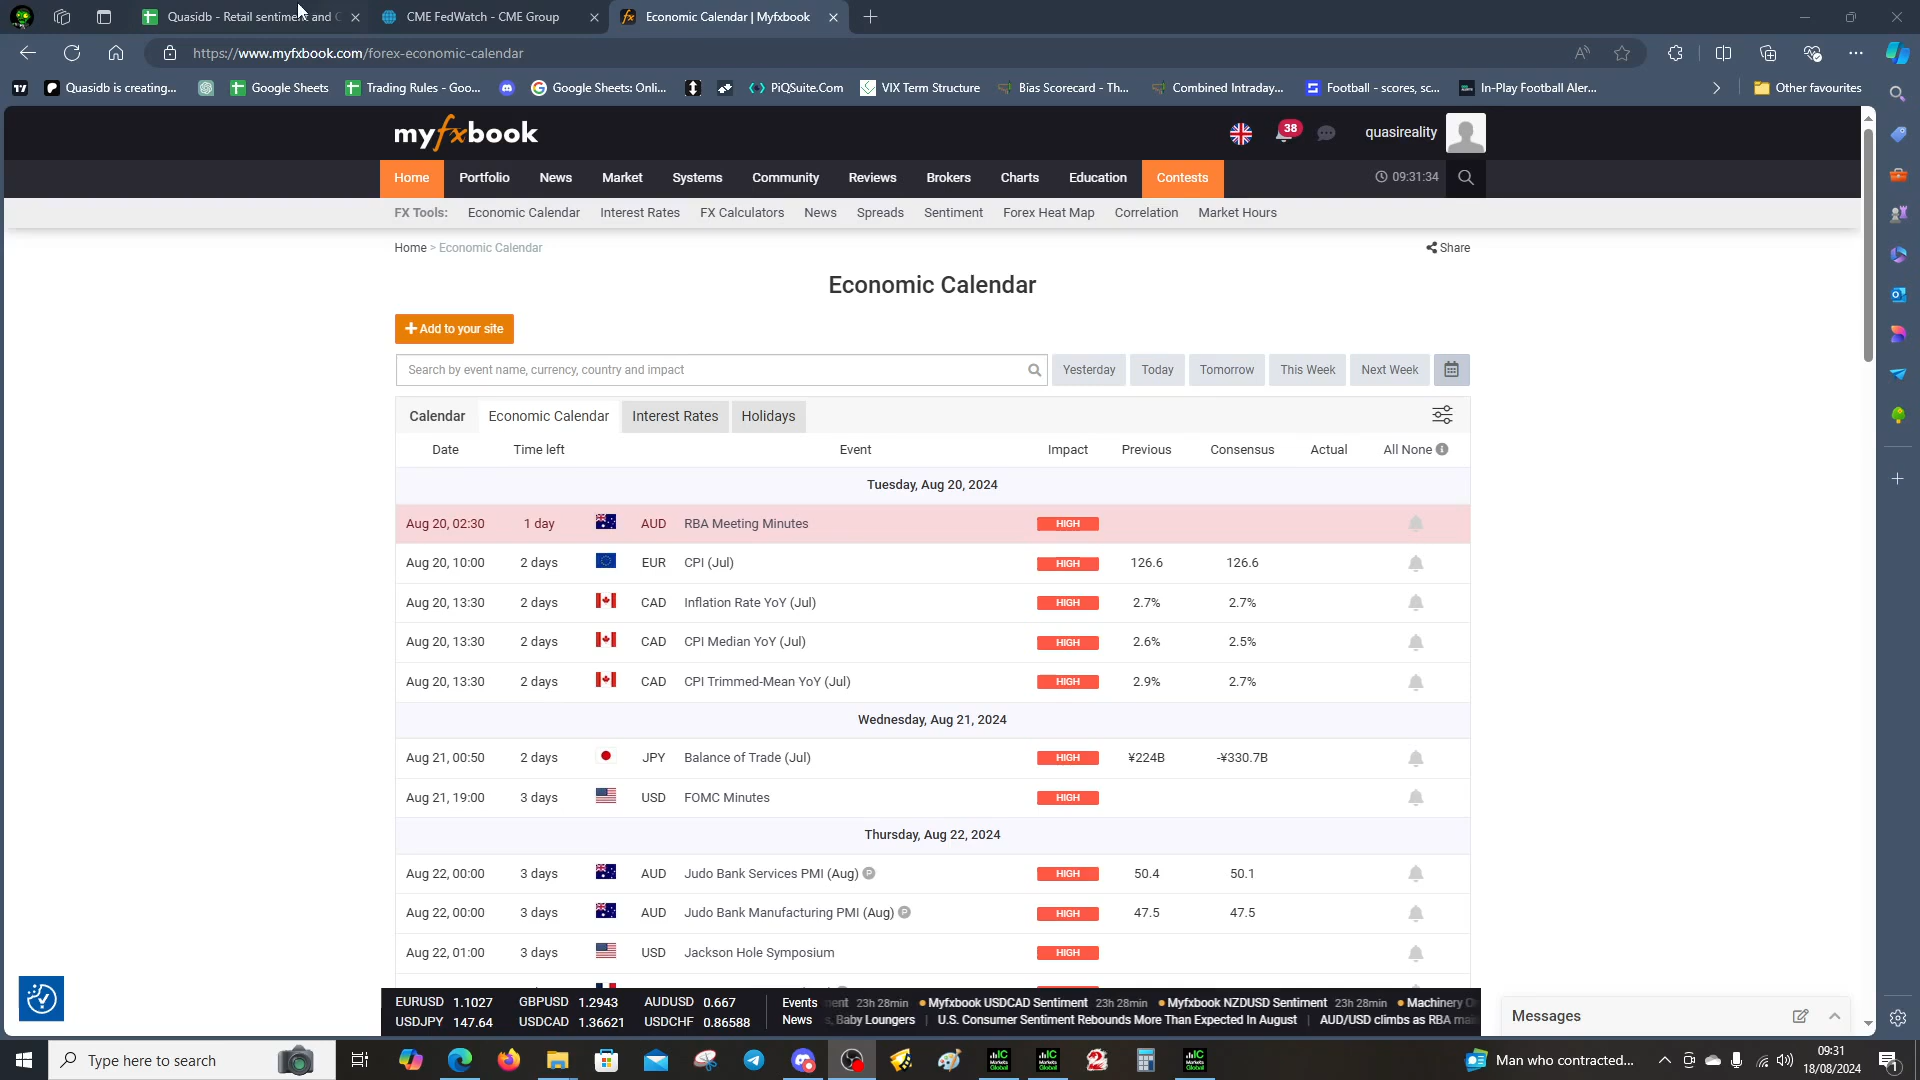 Quasidb - Retail sentiment and C
CME FedWatch - CME Group
Economic Calendar | Myfxbook
https://www.myfxbook.com/forex-economic-calendar
Quasidb is creating...
Google Sheets
Trading Rules - Goo...
Google Sheets: Onli...
PiQSuite.Com
VIX Term Structure
Bias Scorecard - Th...
Combined Intraday...
Football - scores, sc...
In-Play Football Aler...
Other favourites
myfxbook
38
quasireality
Home Portfolio News Market Systems Community Reviews Brokers Charts Education Contests 09:31:34
FX Tools: Economic Calendar Interest Rates FX Calculators News Spreads Sentiment Forex Heat Map Correlation Market Hours
Home > Economic Calendar
Share
Economic Calendar
+ Add to your site
Search by event name, currency, country and impact
Yesterday Today Tomorrow This Week Next Week
Calendar Economic Calendar Interest Rates Holidays
Date Time left Event Impact Previous Consensus Actual All None
Tuesday, Aug 20, 2024
Aug 20, 02:30 1 day AUD RBA Meeting Minutes HIGH
Aug 20, 10:00 2 days EUR CPI (Jul) HIGH 126.6 126.6
Aug 20, 13:30 2 days CAD Inflation Rate YoY (Jul) HIGH 2.7% 2.7%
Aug 20, 13:30 2 days CAD CPI Median YoY (Jul) HIGH 2.6% 2.5%
Aug 20, 13:30 2 days CAD CPI Trimmed-Mean YoY (Jul) HIGH 2.9% 2.7%
Wednesday, Aug 21, 2024
Aug 21, 00:50 2 days JPY Balance of Trade (Jul) HIGH ¥224B -¥330.7B
Aug 21, 19:00 3 days USD FOMC Minutes HIGH
Thursday, Aug 22, 2024
Aug 22, 00:00 3 days AUD Judo Bank Services PMI (Aug) P HIGH 50.4 50.1
Aug 22, 00:00 3 days AUD Judo Bank Manufacturing PMI (Aug) P HIGH 47.5 47.5
Aug 22, 01:00 3 days USD Jackson Hole Symposium HIGH
EURUSD 1.1027 GBPUSD 1.2943 AUDUSD 0.667 Events 23h 28min Myfxbook USDCAD Sentiment 23h 28min Myfxbook NZDUSD Sentiment 23h 28min Machinery
USDJPY 147.64 USDCAD 1.36621 USDCHF 0.86588 News Baby Loungers | U.S. Consumer Sentiment Rebounds More Than Expected In August | AUD/USD climbs as RBA
Messages
Type here to search
Man who contracted...
09:31
18/08/2024
1